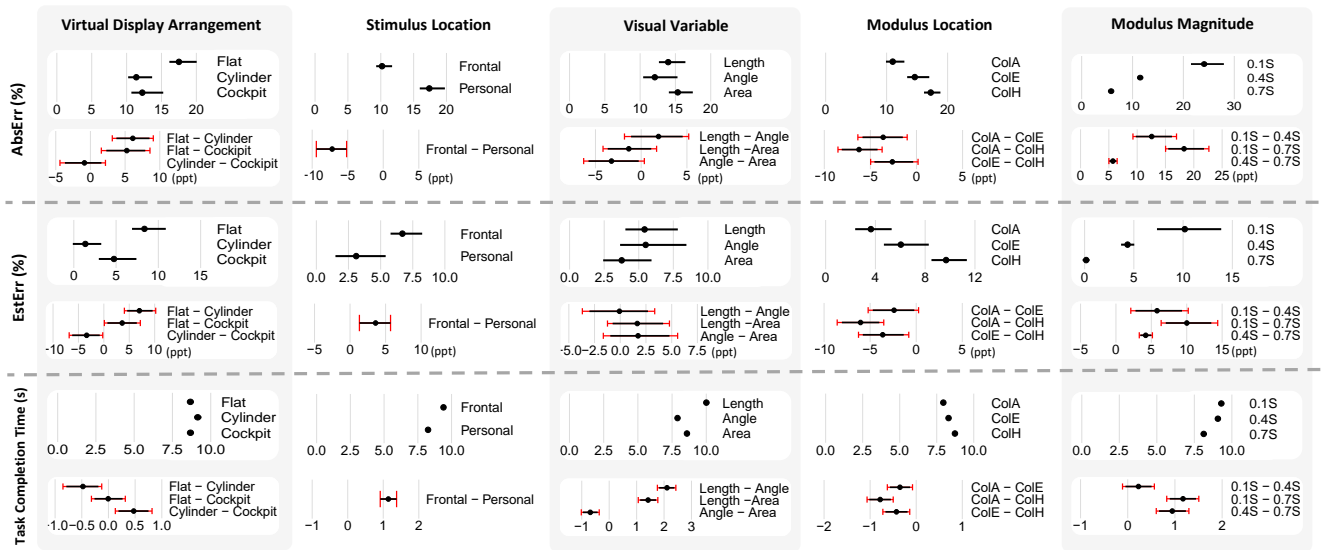 Virtual Display Arrangement
Stimulus Location
Visual Variable
Modulus Location
Modulus Magnitude
AbsErr (%)
Flat
Cylinder
Cockpit
0 5 10 15 20
Flat − Cylinder
Flat − Cockpit
Cylinder − Cockpit
−5 0 5 10 (ppt)
Frontal
Personal
0 5 10 15 20
Frontal − Personal
−10 −5 0 5 (ppt)
Length
Angle
Area
0 5 10 15 20
Length − Angle
Length − Area
Angle − Area
−5 0 5 (ppt)
ColA
ColE
ColH
0 10 20
ColA − ColE
ColA − ColH
ColE − ColH
−10 −5 0 5 (ppt)
0.1S
0.4S
0.7S
0 10 20 30
0.1S − 0.4S
0.1S − 0.7S
0.4S − 0.7S
0 5 10 15 20 25 (ppt)
EstErr (%)
Flat
Cylinder
Cockpit
0 5 10 15
Flat − Cylinder
Flat − Cockpit
Cylinder − Cockpit
−10 −5 0 5 10 (ppt)
Frontal
Personal
0.0 2.5 5.0 7.5 10.0
Frontal − Personal
−5 0 5 10 (ppt)
Length
Angle
Area
0.0 2.5 5.0 7.5 10.0
Length − Angle
Length − Area
Angle − Area
−5.0 −2.5 0.0 2.5 5.0 7.5 (ppt)
ColA
ColE
ColH
0 4 8 12
ColA − ColE
ColA − ColH
ColE − ColH
−10 −5 0 5 (ppt)
0.1S
0.4S
0.7S
0 5 10 15
0.1S − 0.4S
0.1S − 0.7S
0.4S − 0.7S
−5 0 5 10 15 (ppt)
Task Completion Time (s)
Flat
Cylinder
Cockpit
0.0 2.5 5.0 7.5 10.0
Flat − Cylinder
Flat − Cockpit
Cylinder − Cockpit
−1.0 −0.5 0.0 0.5 1.0
Frontal
Personal
0.0 2.5 5.0 7.5 10.0
Frontal − Personal
−1 0 1 2
Length
Angle
Area
0.0 2.5 5.0 7.5 10.0
Length − Angle
Length − Area
Angle − Area
−1 0 1 2 3
ColA
ColE
ColH
0.0 2.5 5.0 7.5 10.0
ColA − ColE
ColA − ColH
ColE − ColH
−2 −1 0 1
0.1S
0.4S
0.7S
0.0 2.5 5.0 7.5 10.0
0.1S − 0.4S
0.1S − 0.7S
0.4S − 0.7S
−1 0 1 2